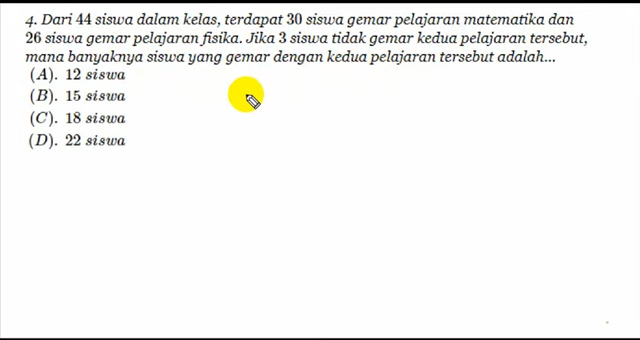 4. Dari 44 siswa dalam kelas, terdapat 30 siswa gemar pelajaran matematika dan
26 siswa gemar pelajaran fisika. Jika 3 siswa tidak gemar kedua pelajaran tersebut,
mana banyaknya siswa yang gemar dengan kedua pelajaran tersebut adalah...
(A). 12 siswa
(B). 15 siswa
(C). 18 siswa
(D). 22 siswa